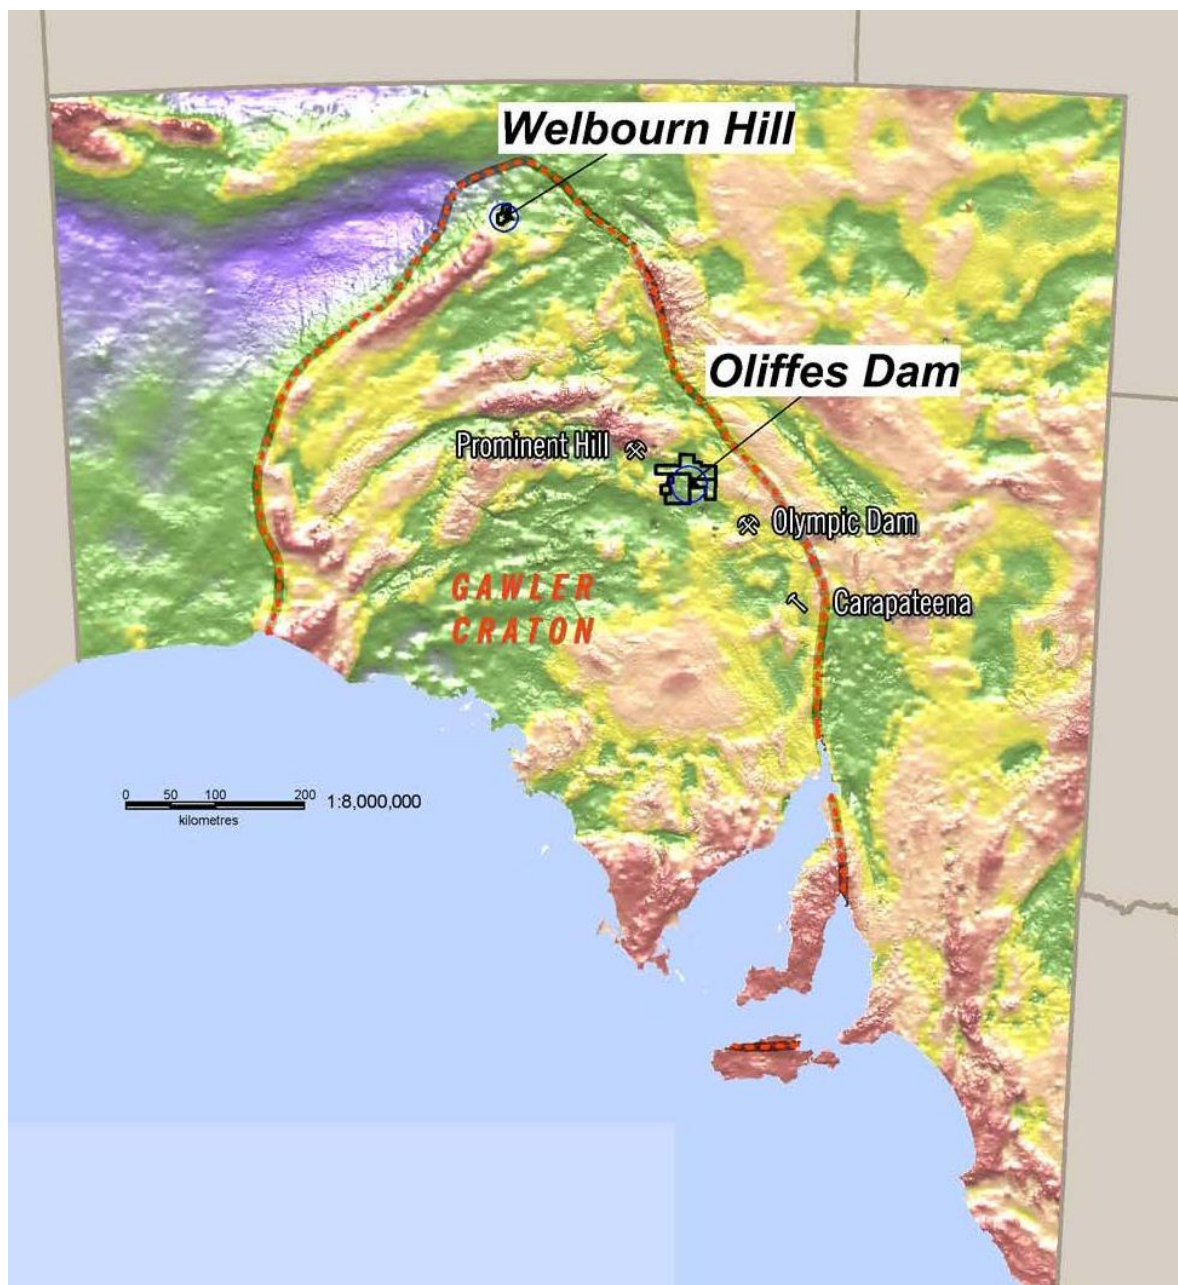 Welbourn Hill
Oliffes Dam
Prominent Hill
Olympic Dam
GAWLER
CRATON
Carapateena
0 50 100 200
1:8,000,000
kilometres